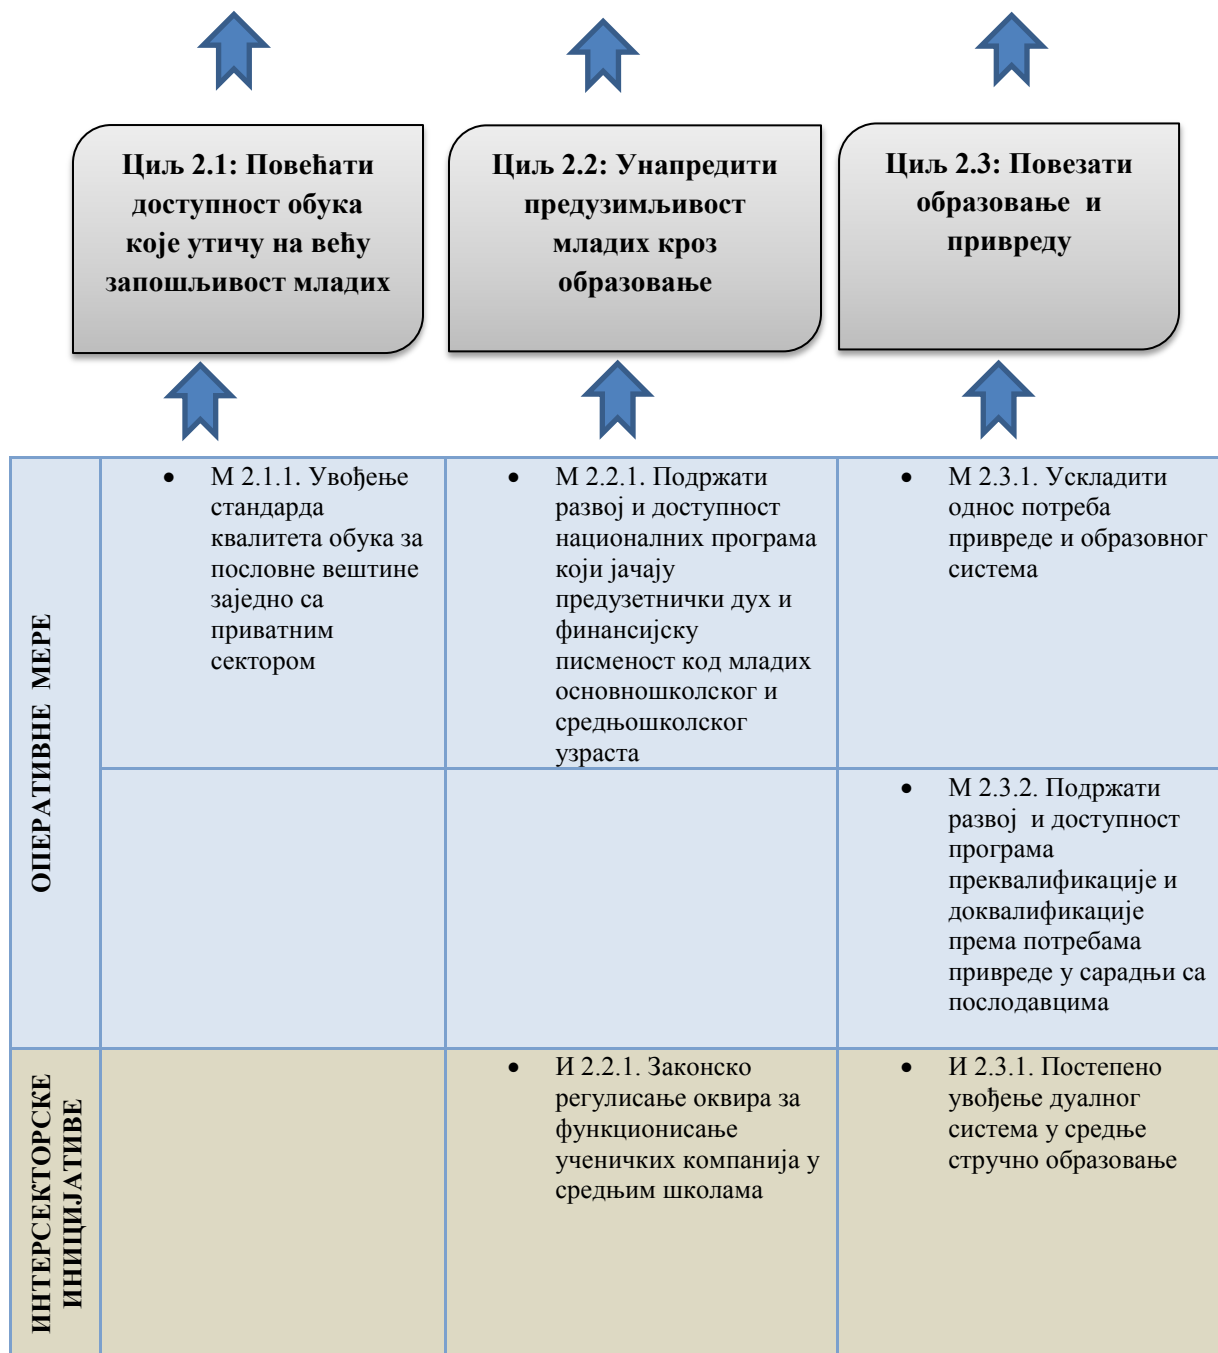 Циљ 2.1: Повећати
доступност обука
које утичу на већу
запошљивост младих
Циљ 2.2: Унапредити
предузимљивост
младих кроз
образовање
Циљ 2.3: Повезати
образовање и
привреду
ОПЕРАТИВНЕ МЕРЕ
• М 2.1.1. Увођење
стандарда
квалитета обука за
пословне вештине
заједно са
приватним
сектором
• М 2.2.1. Подржати
развој и доступност
националних програма
који јачају
предузетнички дух и
финансијску
писменост код младих
основношколског и
средњошколског
узраста
• М 2.3.1. Ускладити
однос потреба
привреде и образовног
система
• М 2.3.2. Подржати
развој и доступност
програма
преквалификације и
доквалификације
према потребама
привреде у сарадњи са
послодавцима
ИНТЕРСЕКТОРСКЕ
ИНИЦИЈАТИВЕ
• И 2.2.1. Законско
регулисање оквира за
функционисање
ученичких компанија у
средњим школама
• И 2.3.1. Постепено
увођење дуалног
система у средње
стручно образовање